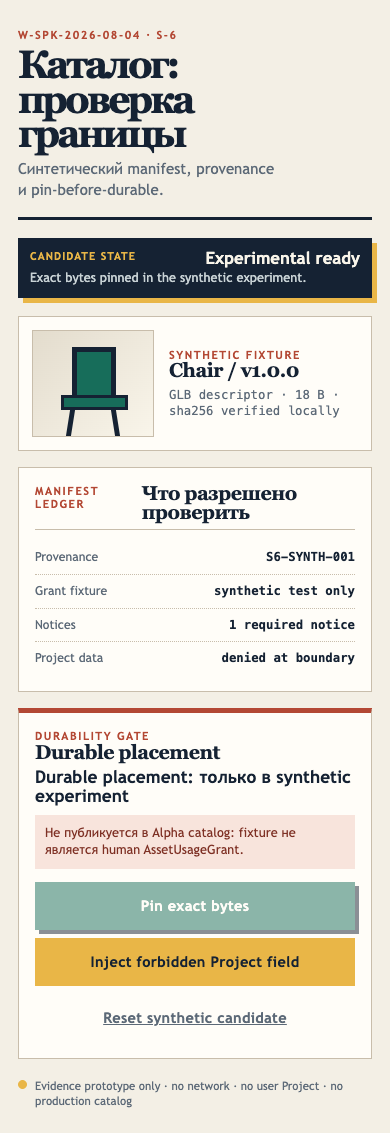 W-SPK-2026-08-04 · S-6
Каталог:
проверка
границы
Синтетический manifest, provenance
и pin-before-durable.
CANDIDATE STATE
Experimental ready
Exact bytes pinned in the synthetic experiment.
SYNTHETIC FIXTURE
Chair / v1.0.0
GLB descriptor · 18 B ·
sha256 verified locally
MANIFEST
LEDGER
Что разрешено
проверить
Provenance
S6-SYNTH-001
Grant fixture
synthetic test only
Notices
1 required notice
Project data
denied at boundary
DURABILITY GATE
Durable placement
Durable placement: только в synthetic
experiment
Не публикуется в Alpha catalog: fixture не
является human AssetUsageGrant.
Pin exact bytes
Inject forbidden Project field
Reset synthetic candidate
Evidence prototype only · no network · no user Project · no
production catalog